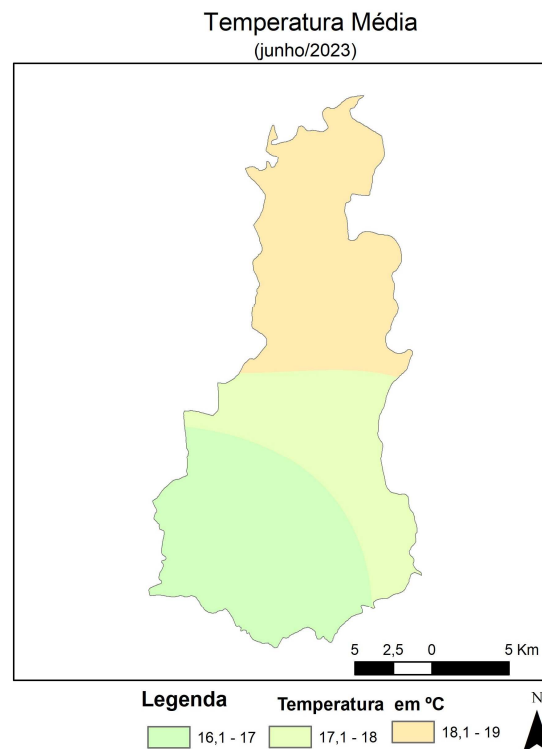 Temperatura Média
(junho/2023)
5 2,5 0 5 Km
Legenda Temperatura em ºC
N
16,1 - 17 17,1 - 18 18,1 - 19